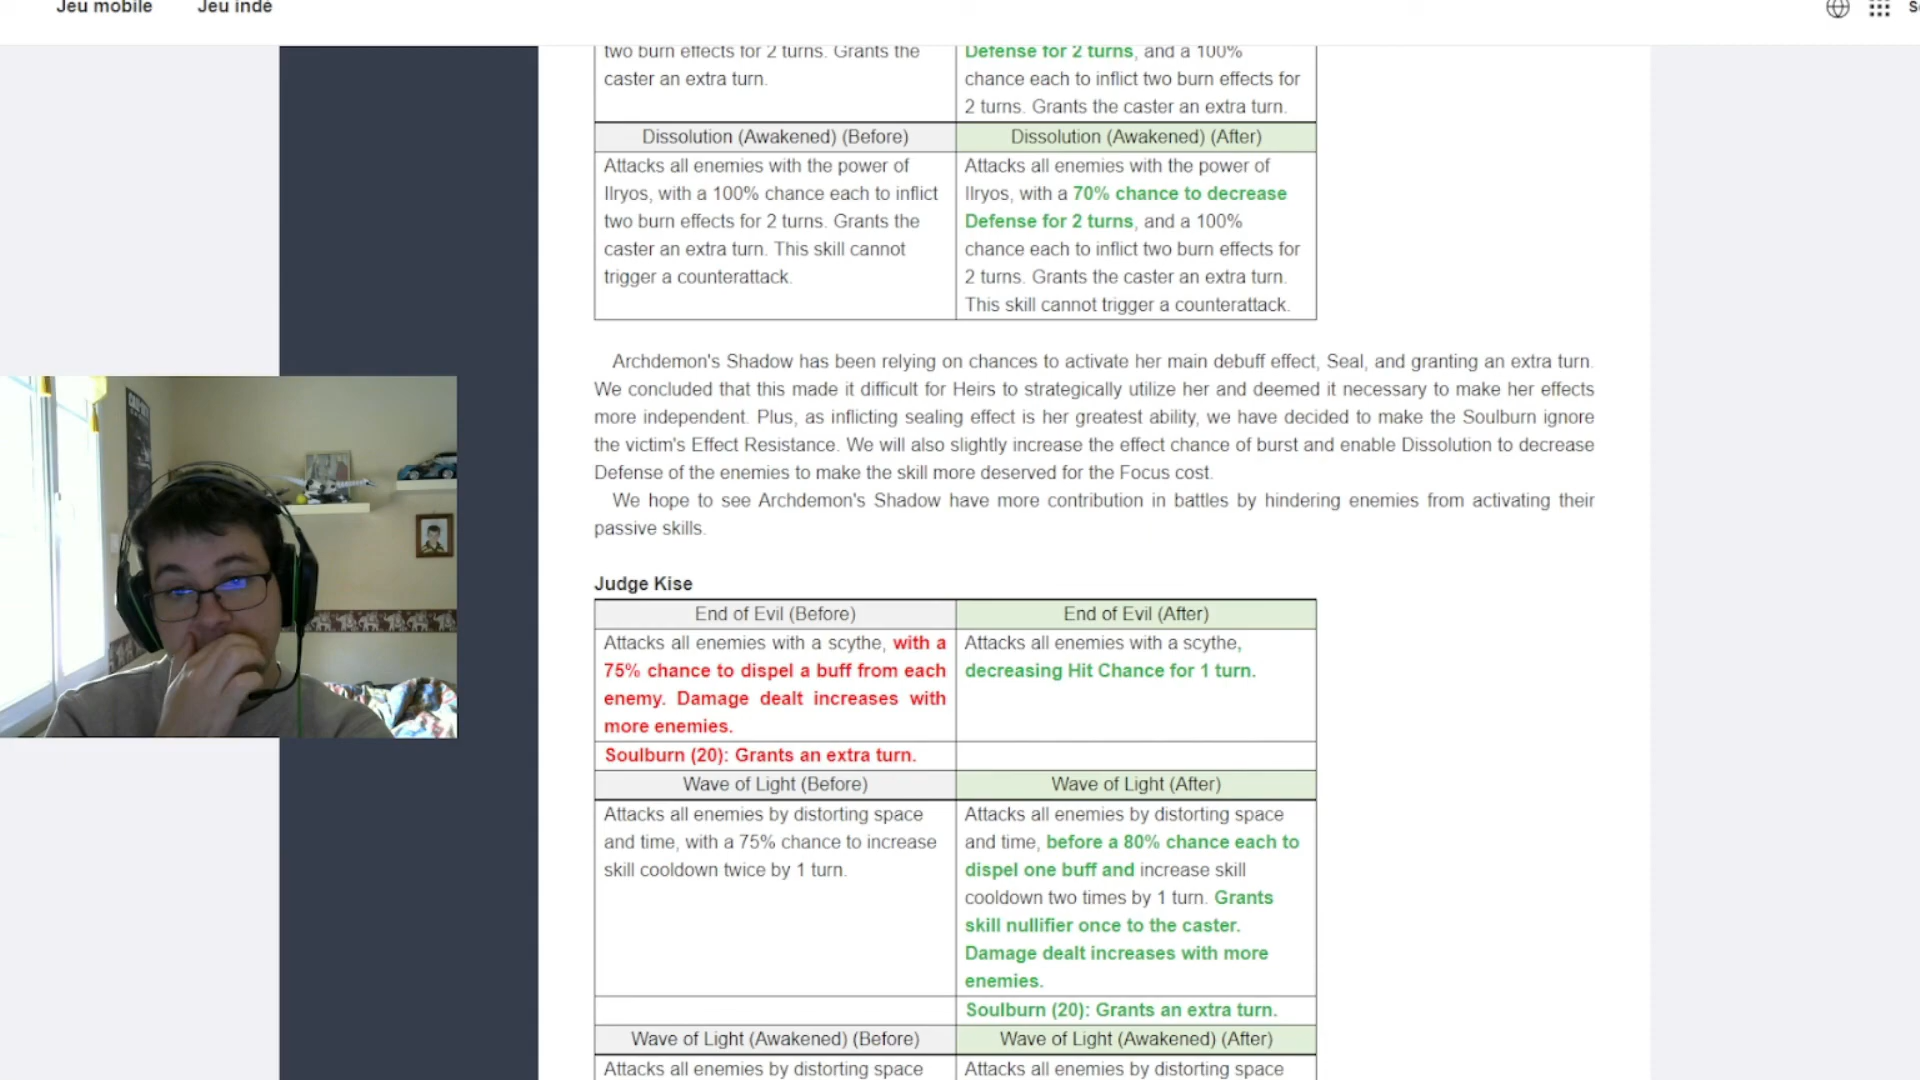 Jeu mobile
Jeu indé
two burn effects for 2 turns. Grants the
caster an extra turn.
Defense for 2 turns, and a 100%
chance each to inflict two burn effects for
2 turns. Grants the caster an extra turn.
Dissolution (Awakened) (Before)
Dissolution (Awakened) (After)
Attacks all enemies with the power of
Ilryos, with a 100% chance each to inflict
two burn effects for 2 turns. Grants the
caster an extra turn. This skill cannot
trigger a counterattack.
Attacks all enemies with the power of
Ilryos, with a 70% chance to decrease
Defense for 2 turns, and a 100%
chance each to inflict two burn effects for
2 turns. Grants the caster an extra turn.
This skill cannot trigger a counterattack.
Archdemon's Shadow has been relying on chances to activate her main debuff effect, Seal, and granting an extra turn.
We concluded that this made it difficult for Heirs to strategically utilize her and deemed it necessary to make her effects
more independent. Plus, as inflicting sealing effect is her greatest ability, we have decided to make the Soulburn ignore
the victim's Effect Resistance. We will also slightly increase the effect chance of burst and enable Dissolution to decrease
Defense of the enemies to make the skill more deserved for the Focus cost.
We hope to see Archdemon's Shadow have more contribution in battles by hindering enemies from activating their
passive skills.
Judge Kise
End of Evil (Before)
End of Evil (After)
Attacks all enemies with a scythe, with a
75% chance to dispel a buff from each
enemy. Damage dealt increases with
more enemies.
Attacks all enemies with a scythe,
decreasing Hit Chance for 1 turn.
Soulburn (20): Grants an extra turn.
Wave of Light (Before)
Wave of Light (After)
Attacks all enemies by distorting space
and time, with a 75% chance to increase
skill cooldown twice by 1 turn.
Attacks all enemies by distorting space
and time, before a 80% chance each to
dispel one buff and increase skill
cooldown two times by 1 turn. Grants
skill nullifier once to the caster.
Damage dealt increases with more
enemies.
Soulburn (20): Grants an extra turn.
Wave of Light (Awakened) (Before)
Wave of Light (Awakened) (After)
Attacks all enemies by distorting space
Attacks all enemies by distorting space